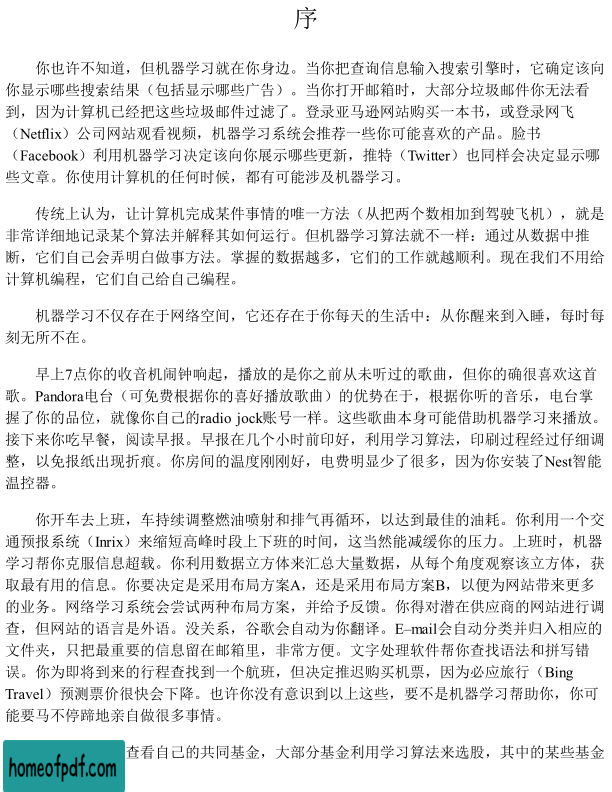 序
你也许不知道，但机器学习就在你身边。当你把查询信息输入搜索引擎时，它确定该向
你显示哪些搜索结果（包括显示哪些广告）。当你打开邮箱时，大部分垃圾邮件你无法看
到，因为计算机已经把这些垃圾邮件过滤了。登录亚马逊网站购买一本书，或登录网飞
（Netflix）公司网站观看视频，机器学习系统会推荐一些你可能喜欢的产品。脸书
（Facebook）利用机器学习决定该向你展示哪些更新，推特（Twitter）也同样会决定显示哪
些文章。你使用计算机的任何时候，都有可能涉及机器学习。
传统上认为，让计算机完成某件事情的唯一方法（从把两个数相加到驾驶飞机），就是
非常详细地记录某个算法并解释其如何运行。但机器学习算法就不一样：通过从数据中推
断，它们自己会弄明白做事方法。掌握的数据越多，它们的工作就越顺利。现在我们不用给
计算机编程，它们自己给自己编程。
机器学习不仅存在于网络空间，它还存在于你每天的生活中：从你醒来到入睡，每时每
刻无所不在。
早上7点你的收音机闹钟响起，播放的是你之前从未听过的歌曲，但你的确很喜欢这首
歌。Pandora电台（可免费根据你的喜好播放歌曲）的优势在于，根据你听的音乐，电台掌
握了你的品位，就像你自己的radio jock账号一样。这些歌曲本身可能借助机器学习来播放。
接下来你吃早餐，阅读早报。早报在几个小时前印好，利用学习算法，印刷过程经过仔细调
整，以免报纸出现折痕。你房间的温度刚刚好，电费明显少了很多，因为你安装了Nest智能
温控器。
你开车去上班，车持续调整燃油喷射和排气再循环，以达到最佳的油耗。你利用一个交
通预报系统（Inrix）来缩短高峰时段上下班的时间，这当然能减缓你的压力。上班时，机器
学习帮你克服信息超载。你利用数据立方体来汇总大量数据，从每个角度观察该立方体，获
取最有用的信息。你要决定是采用布局方案A，还是采用布局方案B，以便为网站带来更多
的业务。网络学习系统会尝试两种布局方案，并给予反馈。你得对潜在供应商的网站进行调
查，但网站的语言是外语。没关系，谷歌会自动为你翻译。E–mail会自动分类并归入相应的
文件夹，只把最重要的信息留在邮箱里，非常方便。文字处理软件帮你查找语法和拼写错
误。你为即将到来的行程查找到一个航班，但决定推迟购买机票，因为必应旅行（Bing
Travel）预测票价很快会下降。也许你没有意识到以上这些，要不是机器学习帮助你，你可
能要马不停蹄地亲自做很多事情。
查看自己的共同基金，大部分基金利用学习算法来选股，其中的某些基金
homeofpdf.com